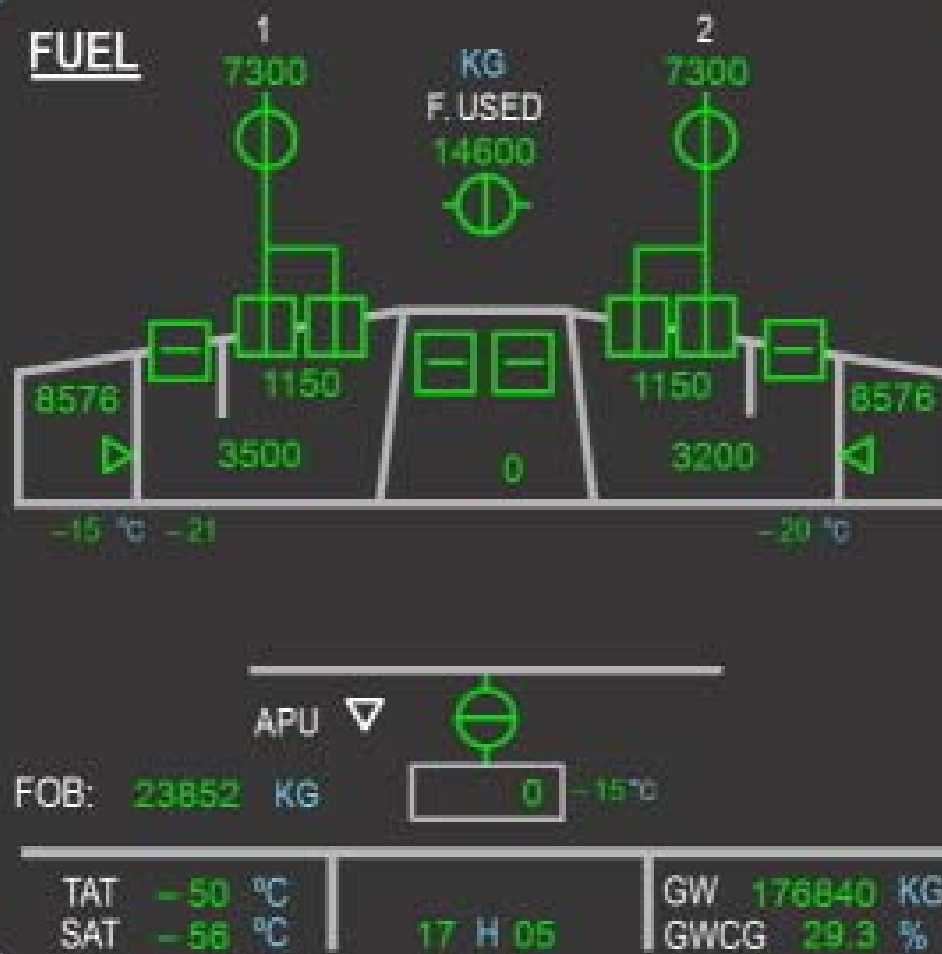 FUEL
1
2
7300 KG 7300
F. USED
14600
1150 1150
8576 8576
3500 0 3200
-15 °C -21 -20 °C
APU
FOB: 23852 KG 0 -15°C
TAT -50 °C GW 176840 KG
SAT -56 °C 17 H 05 GWCG 29.3 %